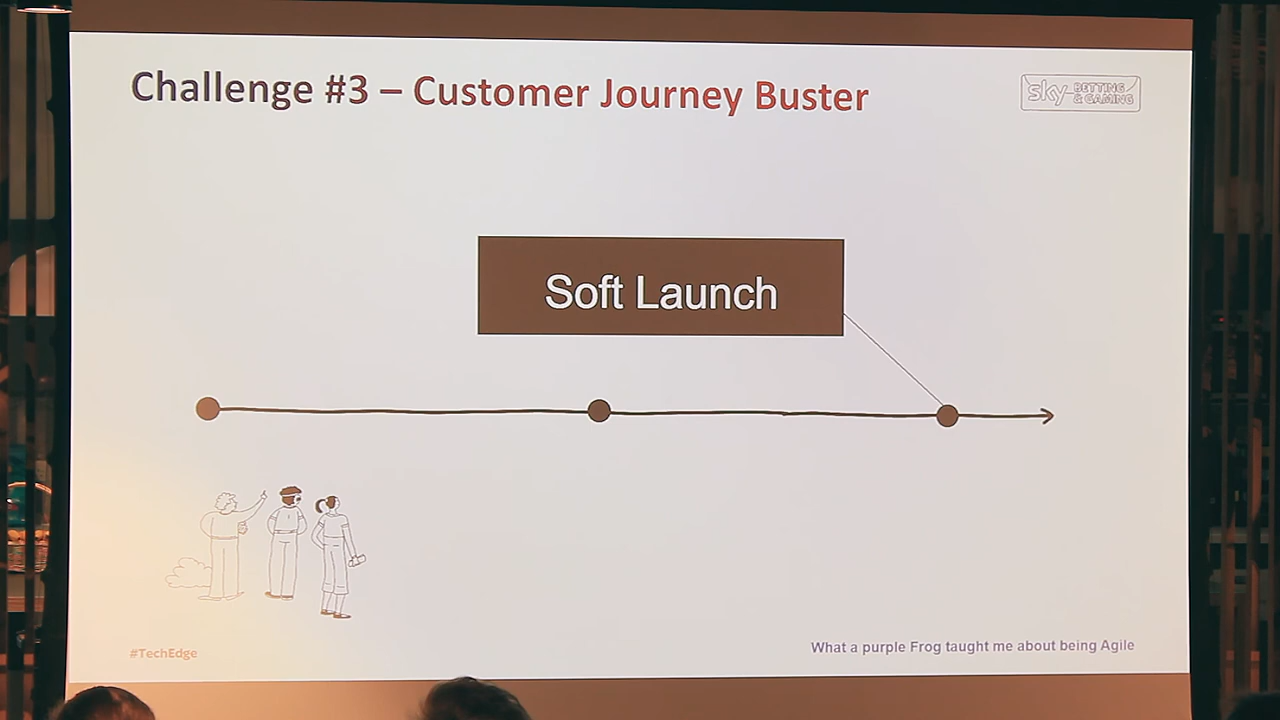 Challenge #3 – Customer Journey Buster
sky BETTING
& GAMING
Soft Launch
#TechEdge
What a purple Frog taught me about being Agile